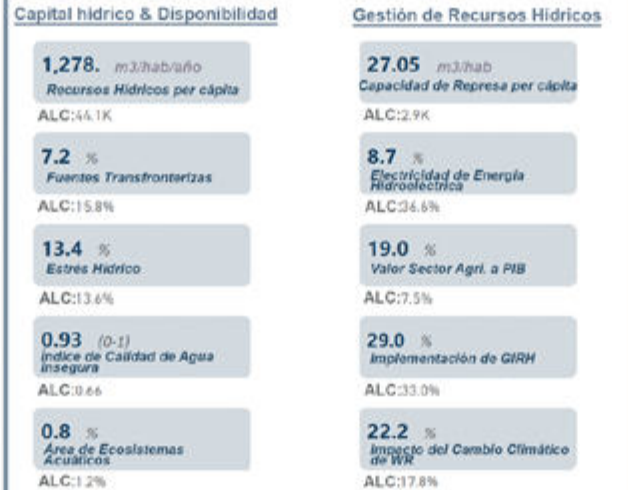 Capital hídrico & Disponibilidad
1,278. m3/hab/año
Recursos Hídricos per cápita
ALC:44.1K
7.2 %
Fuentes Transfronterizas
ALC:15.8%
13.4 %
Estrés Hídrico
ALC:13.6%
0.93 (0-1)
Índice de Calidad de Agua
Insegura
ALC:0.66
0.8 %
Área de Ecosistemas
Acuáticos
ALC:1.2%
Gestión de Recursos Hídricos
27.05 m3/hab
Capacidad de Represa per cápita
ALC:2.9K
8.7 %
Electricidad de Energía
Hidroeléctrica
ALC:36.6%
19.0 %
Valor Sector Agri. a PIB
ALC:7.5%
29.0 %
Implementación de GIRH
ALC:33.0%
22.2 %
Impacto del Cambio Climático
de WR
ALC:17.8%